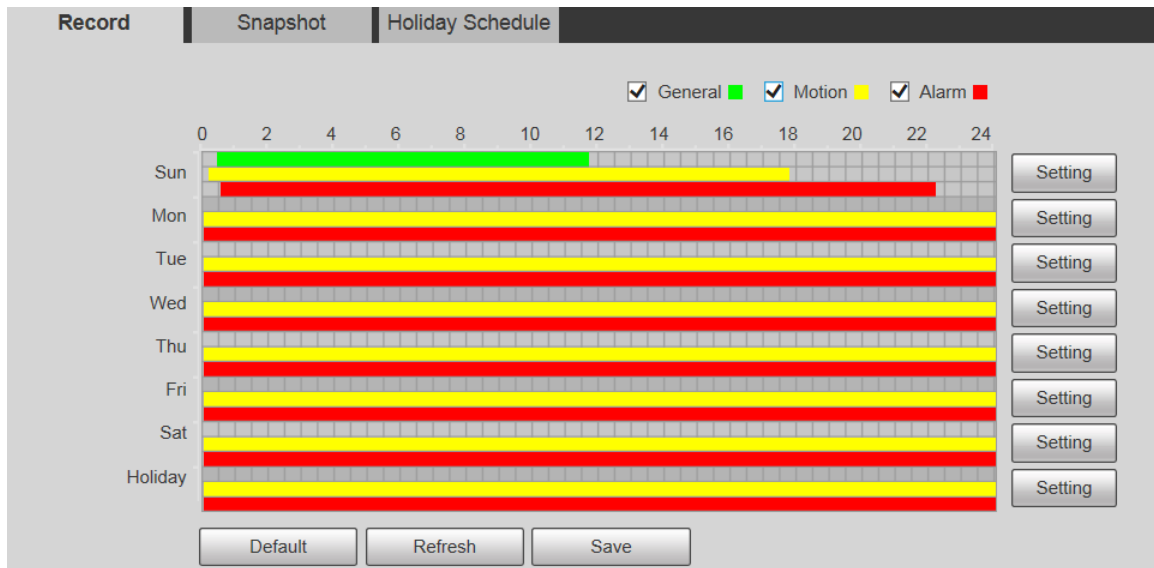 Record Snapshot Holiday Schedule
General Motion Alarm
0 2 4 6 8 10 12 14 16 18 20 22 24
Sun Setting
Mon Setting
Tue Setting
Wed Setting
Thu Setting
Fri Setting
Sat Setting
Holiday Setting
Default Refresh Save